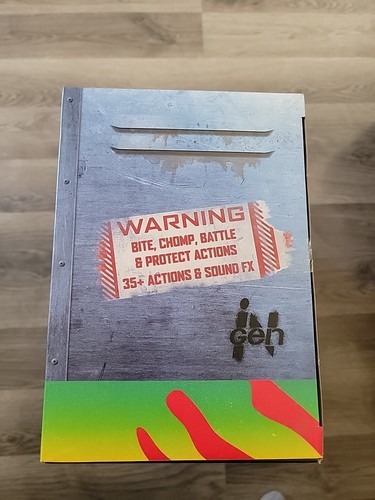 WARNING
BITE, CHOMP, BATTLE
& PROTECT ACTIONS
35+ ACTIONS & SOUND FX
IN
Gen